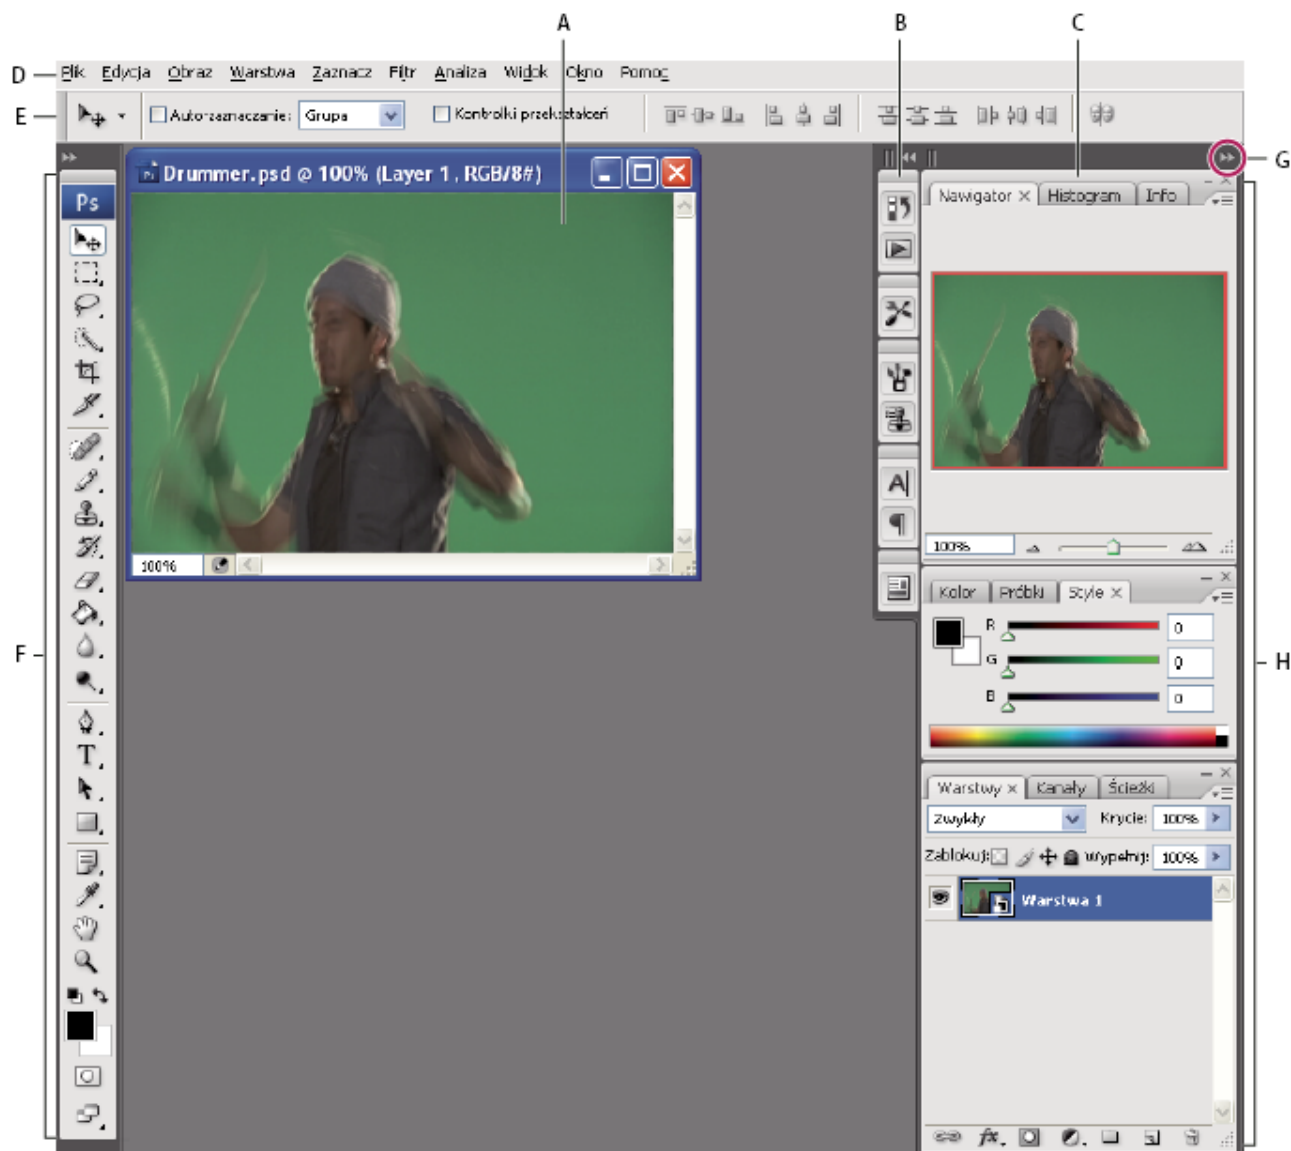 A B C
D Plik Edycja Obraz Warstwa Zaznacz Filtr Analiza Widok Okno Pomoc
E Autozaznaczanie: Grupa Kontrolki przekształceń
G
Ps
Drummer.psd @ 100% (Layer 1, RGB/8#)
100%
F
T
A
¶
Nawigator × Histogram Info
100%
Kolor Próbki Style ×
R 0
G 0
B 0
H
Warstwy × Kanały Ścieżki
Zwykły Krycie: 100%
Zablokuj: Wypełnij: 100%
Warstwa 1
fx.